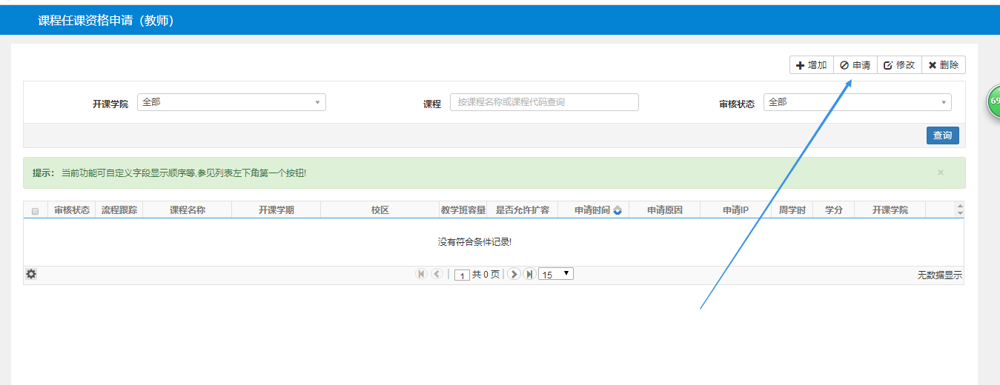 课程任课资格申请（教师）
增加 申请 修改 删除
开课学院 全部 课程 按课程名称或课程代码查询 审核状态 全部
查询
提示： 当前功能可自定义字段显示顺序等,参见列表左下角第一个按钮! ×
审核状态 流程跟踪 课程名称 开课学期 校区 教学班容量 是否允许扩容 申请时间 申请原因 申请IP 周学时 学分 开课学院
没有符合条件记录!
1 共 0 页 15 无数据显示